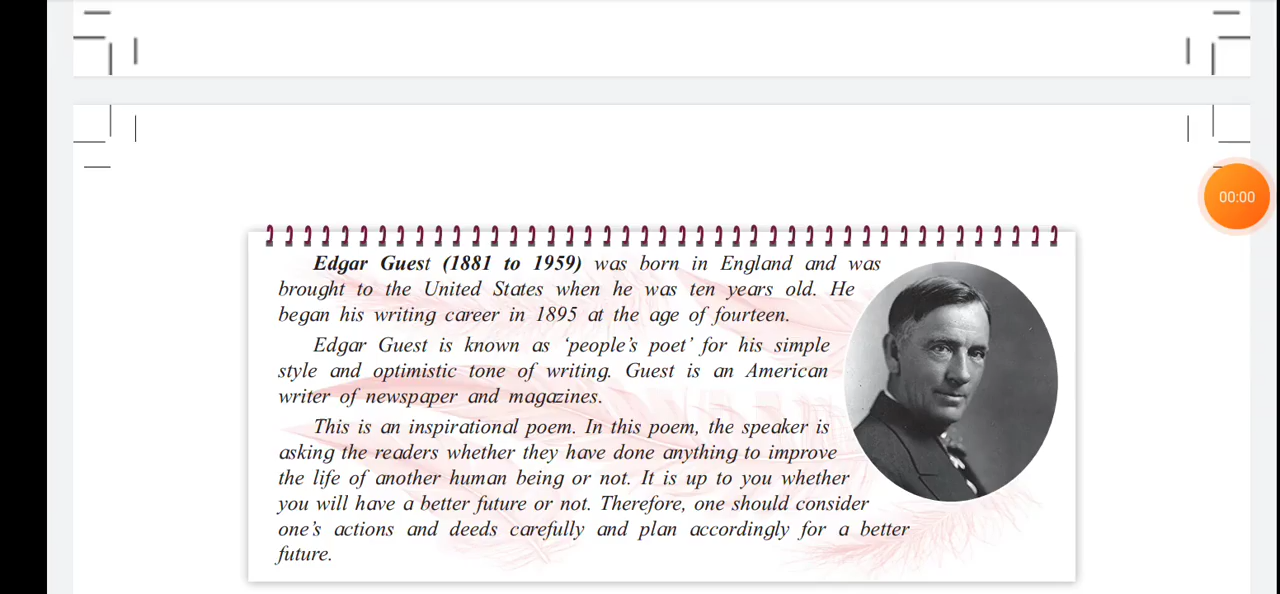 00:00
Edgar Guest (1881 to 1959) was born in England and was
brought to the United States when he was ten years old. He
began his writing career in 1895 at the age of fourteen.
Edgar Guest is known as ‘people’s poet’ for his simple
style and optimistic tone of writing. Guest is an American
writer of newspaper and magazines.
This is an inspirational poem. In this poem, the speaker is
asking the readers whether they have done anything to improve
the life of another human being or not. It is up to you whether
you will have a better future or not. Therefore, one should consider
one’s actions and deeds carefully and plan accordingly for a better
future.